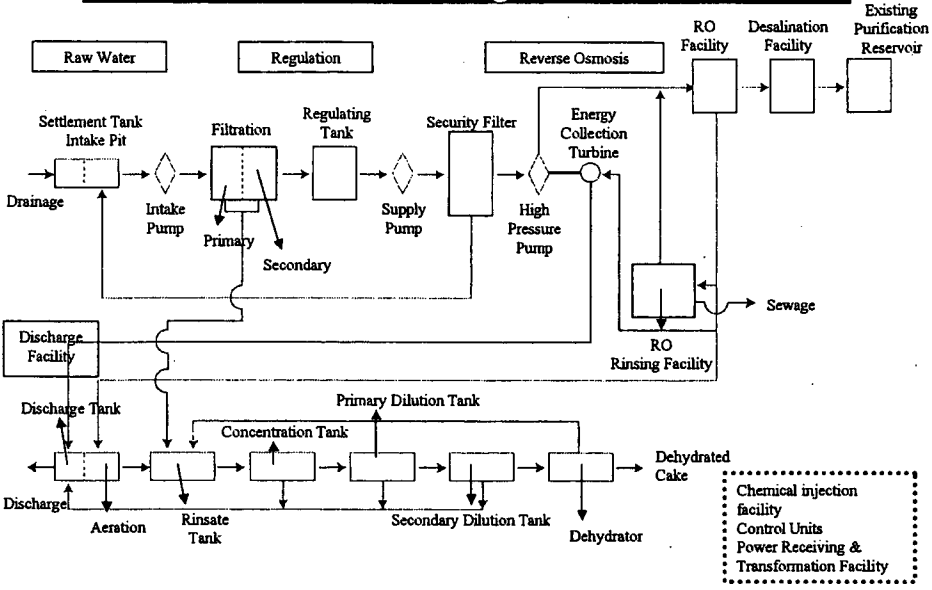 Existing
Purification
Reservoir
RO
Facility
Desalination
Facility
Raw Water
Regulation
Reverse Osmosis
Settlement Tank
Intake Pit
Filtration
Regulating
Tank
Security Filter
Energy
Collection
Turbine
Drainage
Intake
Pump
Primary
Secondary
Supply
Pump
High
Pressure
Pump
Sewage
RO
Rinsing Facility
Discharge
Facility
Discharge Tank
Concentration Tank
Primary Dilution Tank
Dehydrated
Cake
Discharge
Aeration
Rinsate
Tank
Secondary Dilution Tank
Dehydrator
Chemical injection
facility
Control Units
Power Receiving &
Transformation Facility